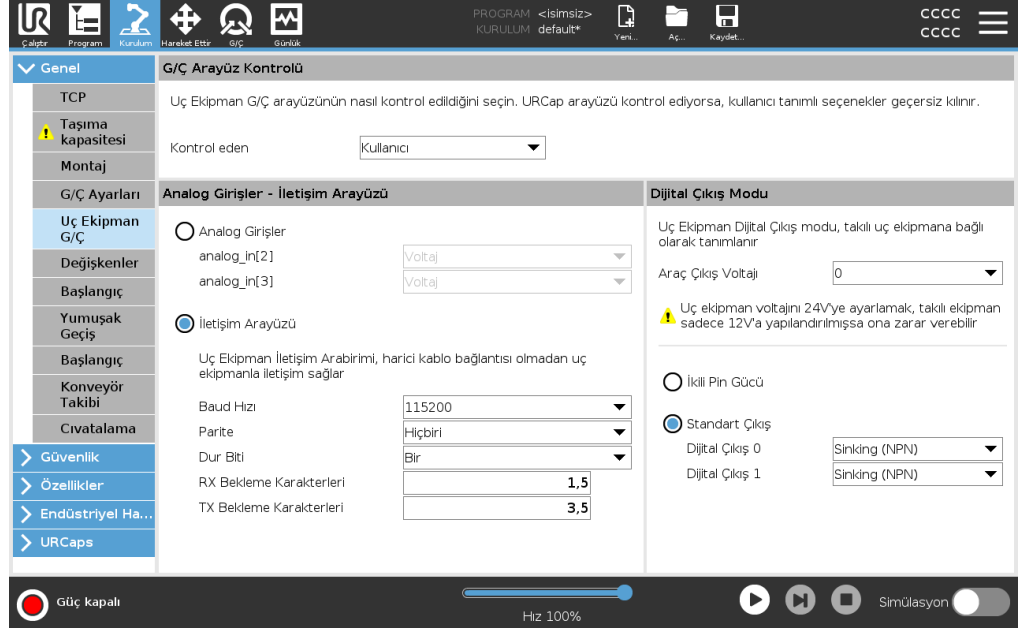 PROGRAM <isimsiz>
KURULUM default*
Çalıştır
Program
Kurulum
Hareket Ettir
G/Ç
Günlük
Yeni...
Aç...
Kaydet...
CCCC
CCCC
Genel
TCP
Taşıma
kapasitesi
Montaj
G/Ç Ayarları
Uç Ekipman
G/Ç
Değişkenler
Başlangıç
Yumuşak
Geçiş
Başlangıç
Konveyör
Takibi
Cıvatalama
Güvenlik
Özellikler
Endüstriyel Ha...
URCaps
G/Ç Arayüz Kontrolü
Uç Ekipman G/Ç arayüzünün nasıl kontrol edildiğini seçin. URCap arayüzü kontrol ediyorsa, kullanıcı tanımlı seçenekler geçersiz kılınır.
Kontrol eden Kullanıcı
Analog Girişler - İletişim Arayüzü
Analog Girişler
analog_in[2] Voltaj
analog_in[3] Voltaj
İletişim Arayüzü
Uç Ekipman İletişim Arabirimi, harici kablo bağlantısı olmadan uç
ekipmanla iletişim sağlar
Baud Hızı 115200
Parite Hiçbiri
Dur Biti Bir
RX Bekleme Karakterleri 1,5
TX Bekleme Karakterleri 3,5
Dijital Çıkış Modu
Uç Ekipman Dijital Çıkış modu, takılı uç ekipmana bağlı
olarak tanımlanır
Araç Çıkış Voltajı 0
Uç ekipman voltajını 24V'ye ayarlamak, takılı ekipman
sadece 12V'a yapılandırılmışsa ona zarar verebilir
İkili Pin Gücü
Standart Çıkış
Dijital Çıkış 0 Sinking (NPN)
Dijital Çıkış 1 Sinking (NPN)
Güç kapalı
Hız 100%
Simülasyon